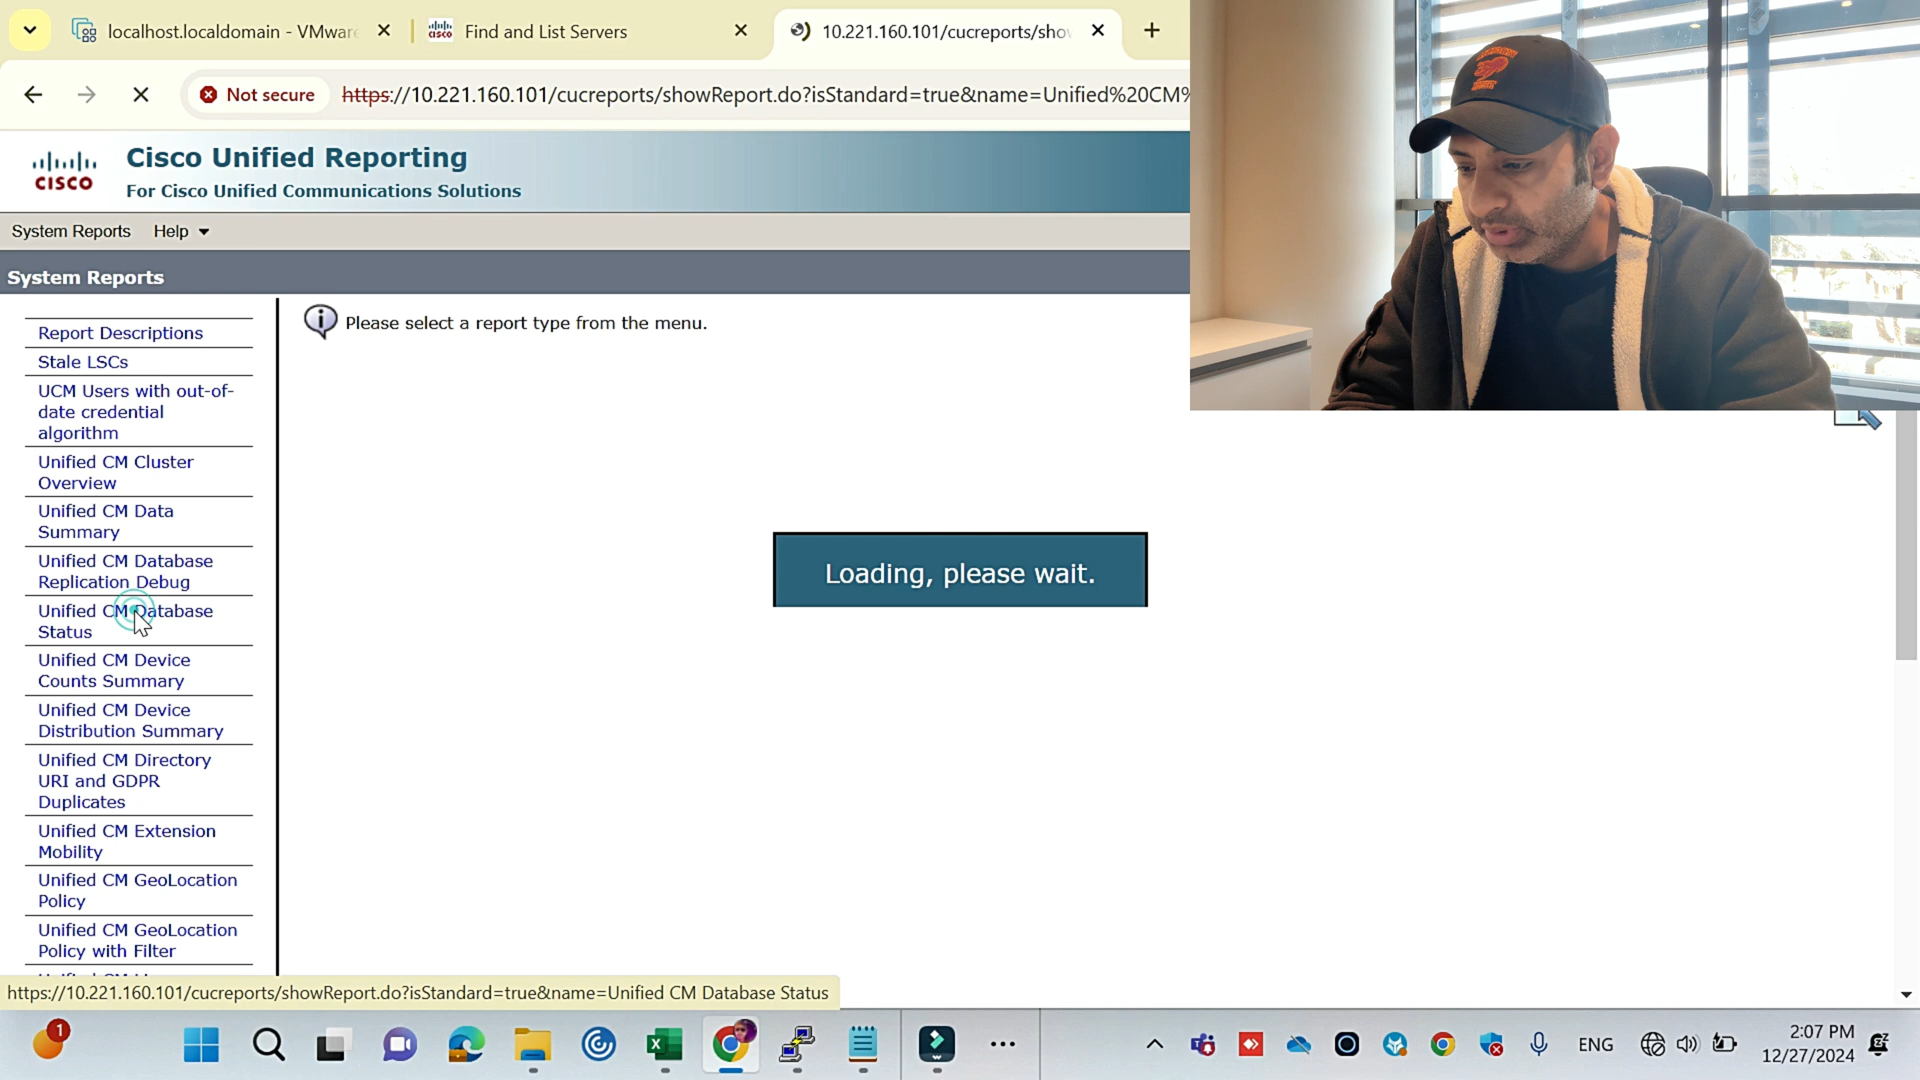 localhost.localdomain - VMware
Find and List Servers
10.221.160.101/cucreports/sho
Not secure
https://10.221.160.101/cucreports/showReport.do?isStandard=true&name=Unified%20CM%
CISCO
Cisco Unified Reporting
For Cisco Unified Communications Solutions
System Reports
Help
System Reports
Report Descriptions
Stale LSCs
UCM Users with out-of-
date credential
algorithm
Unified CM Cluster
Overview
Unified CM Data
Summary
Unified CM Database
Replication Debug
Unified CM Database
Status
Unified CM Device
Counts Summary
Unified CM Device
Distribution Summary
Unified CM Directory
URI and GDPR
Duplicates
Unified CM Extension
Mobility
Unified CM GeoLocation
Policy
Unified CM GeoLocation
Policy with Filter
Please select a report type from the menu.
Loading, please wait.
https://10.221.160.101/cucreports/showReport.do?isStandard=true&name=Unified CM Database Status
1
ENG
2:07 PM
12/27/2024